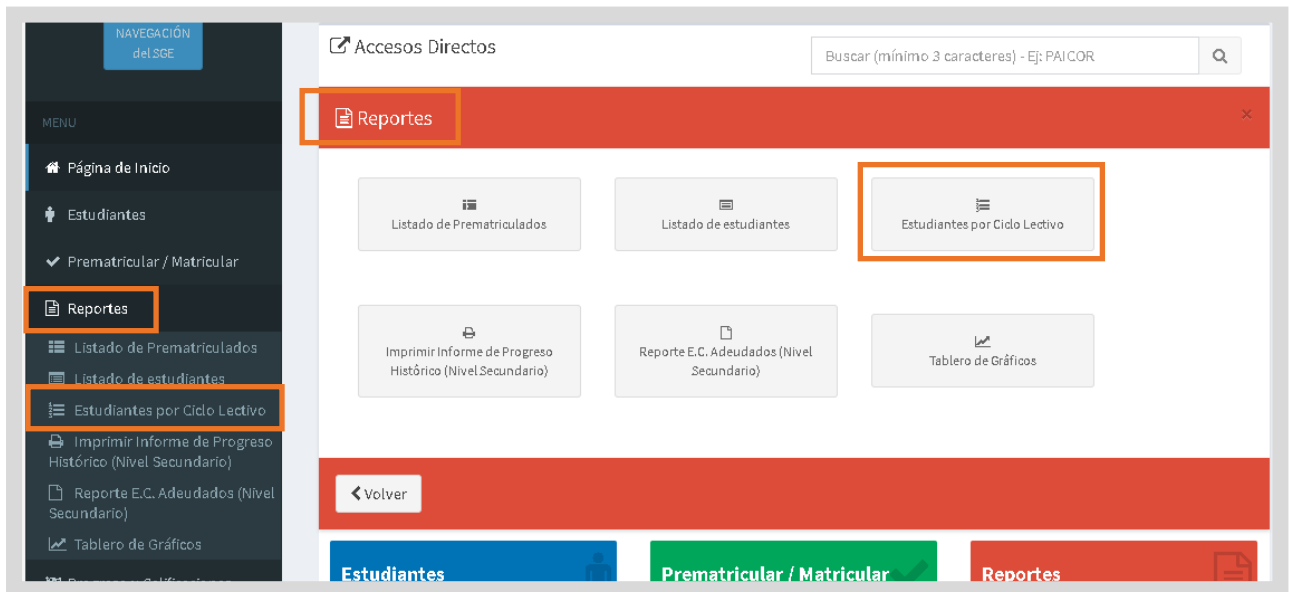 NAVEGACIÓN
del SGE
MENU
Página de Inicio
Estudiantes
Prematricular / Matricular
Reportes
Listado de Prematriculados
Listado de estudiantes
Estudiantes por Ciclo Lectivo
Imprimir Informe de Progreso
Histórico (Nivel Secundario)
Reporte E.C. Adeudados (Nivel
Secundario)
Tablero de Gráficos
Accesos Directos
Buscar (mínimo 3 caracteres) - Ej: PAICOR
Reportes
×
Listado de Prematriculados
Listado de estudiantes
Estudiantes por Ciclo Lectivo
Imprimir Informe de Progreso
Histórico (Nivel Secundario)
Reporte E.C. Adeudados (Nivel
Secundario)
Tablero de Gráficos
Volver
Estudiantes
Prematricular / Matricular
Reportes